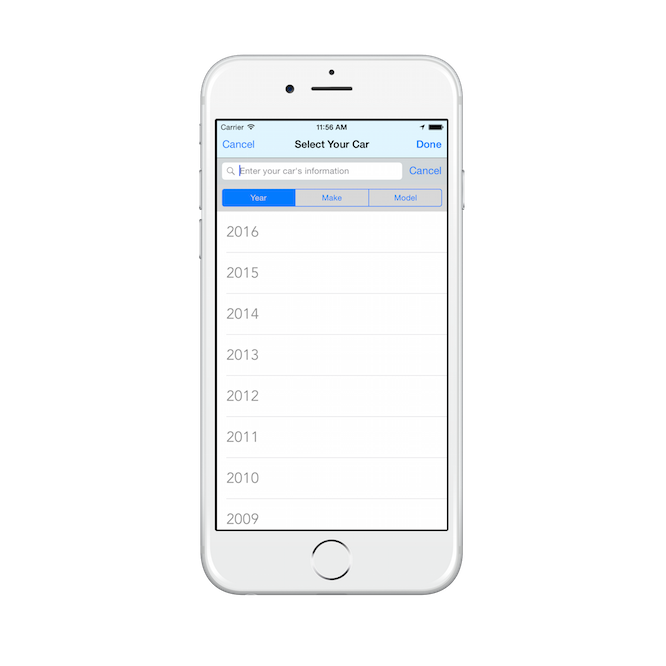 Carrier 11:56 AM
Cancel Select Your Car Done
Enter your car's information Cancel
Year Make Model
2016
2015
2014
2013
2012
2011
2010
2009